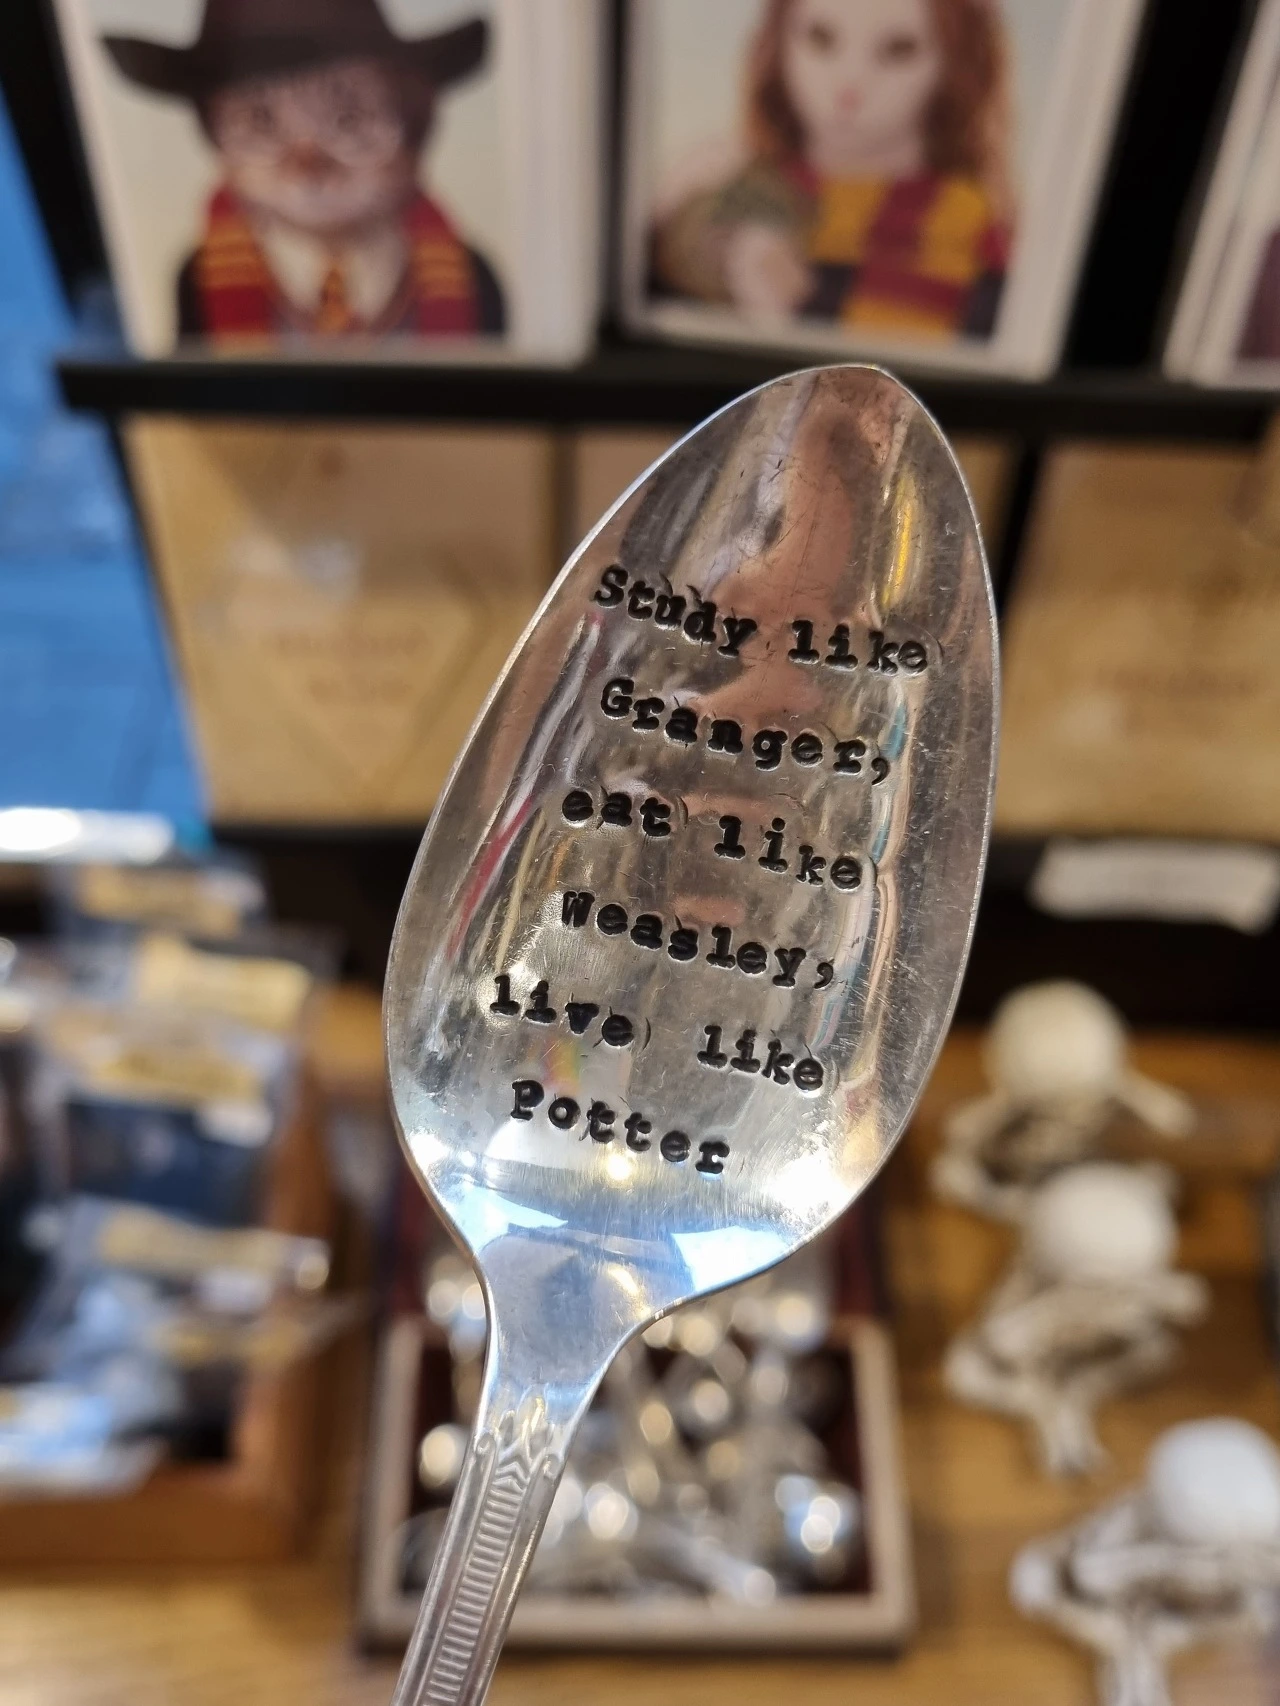 Study like
Granger,
eat like
Weasley,
live like
Potter